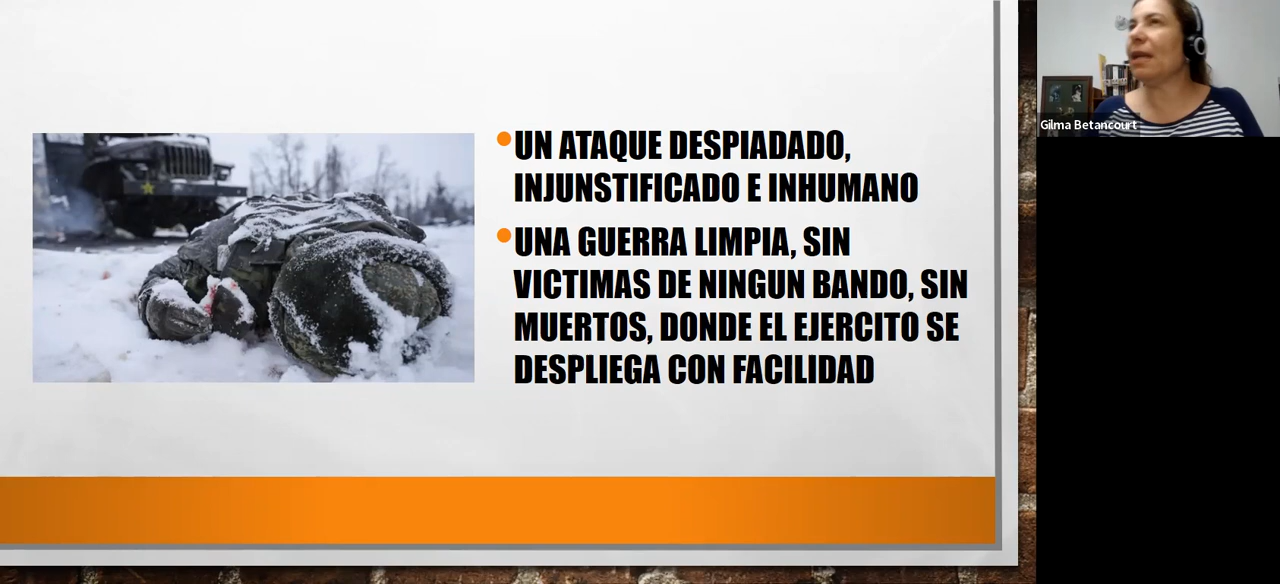 UN ATAQUE DESPIADADO,
INJUNSTIFICADO E INHUMANO
UNA GUERRA LIMPIA, SIN
VICTIMAS DE NINGUN BANDO, SIN
MUERTOS, DONDE EL EJERCITO SE
DESPLIEGA CON FACILIDAD
Gilma Betancourt